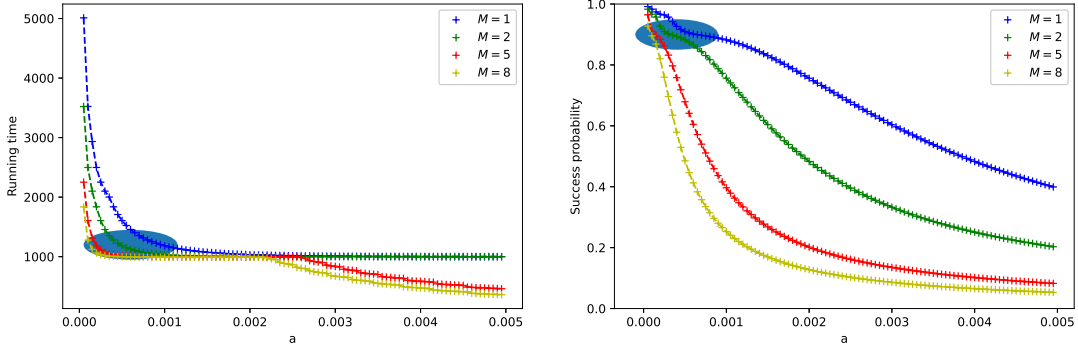 5000
4000
3000
2000
1000
Running time
0.000 0.001 0.002 0.003 0.004 0.005
a
M = 1
M = 2
M = 5
M = 8
1.0
0.8
0.6
0.4
0.2
0.0
Success probability
0.000 0.001 0.002 0.003 0.004 0.005
a
M = 1
M = 2
M = 5
M = 8